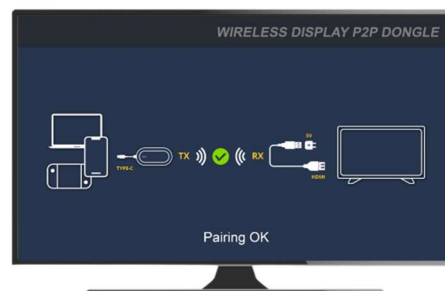 WIRELESS DISPLAY P2P DONGLE
5V
TX
RX
TYPE-C
HDMI
Pairing OK